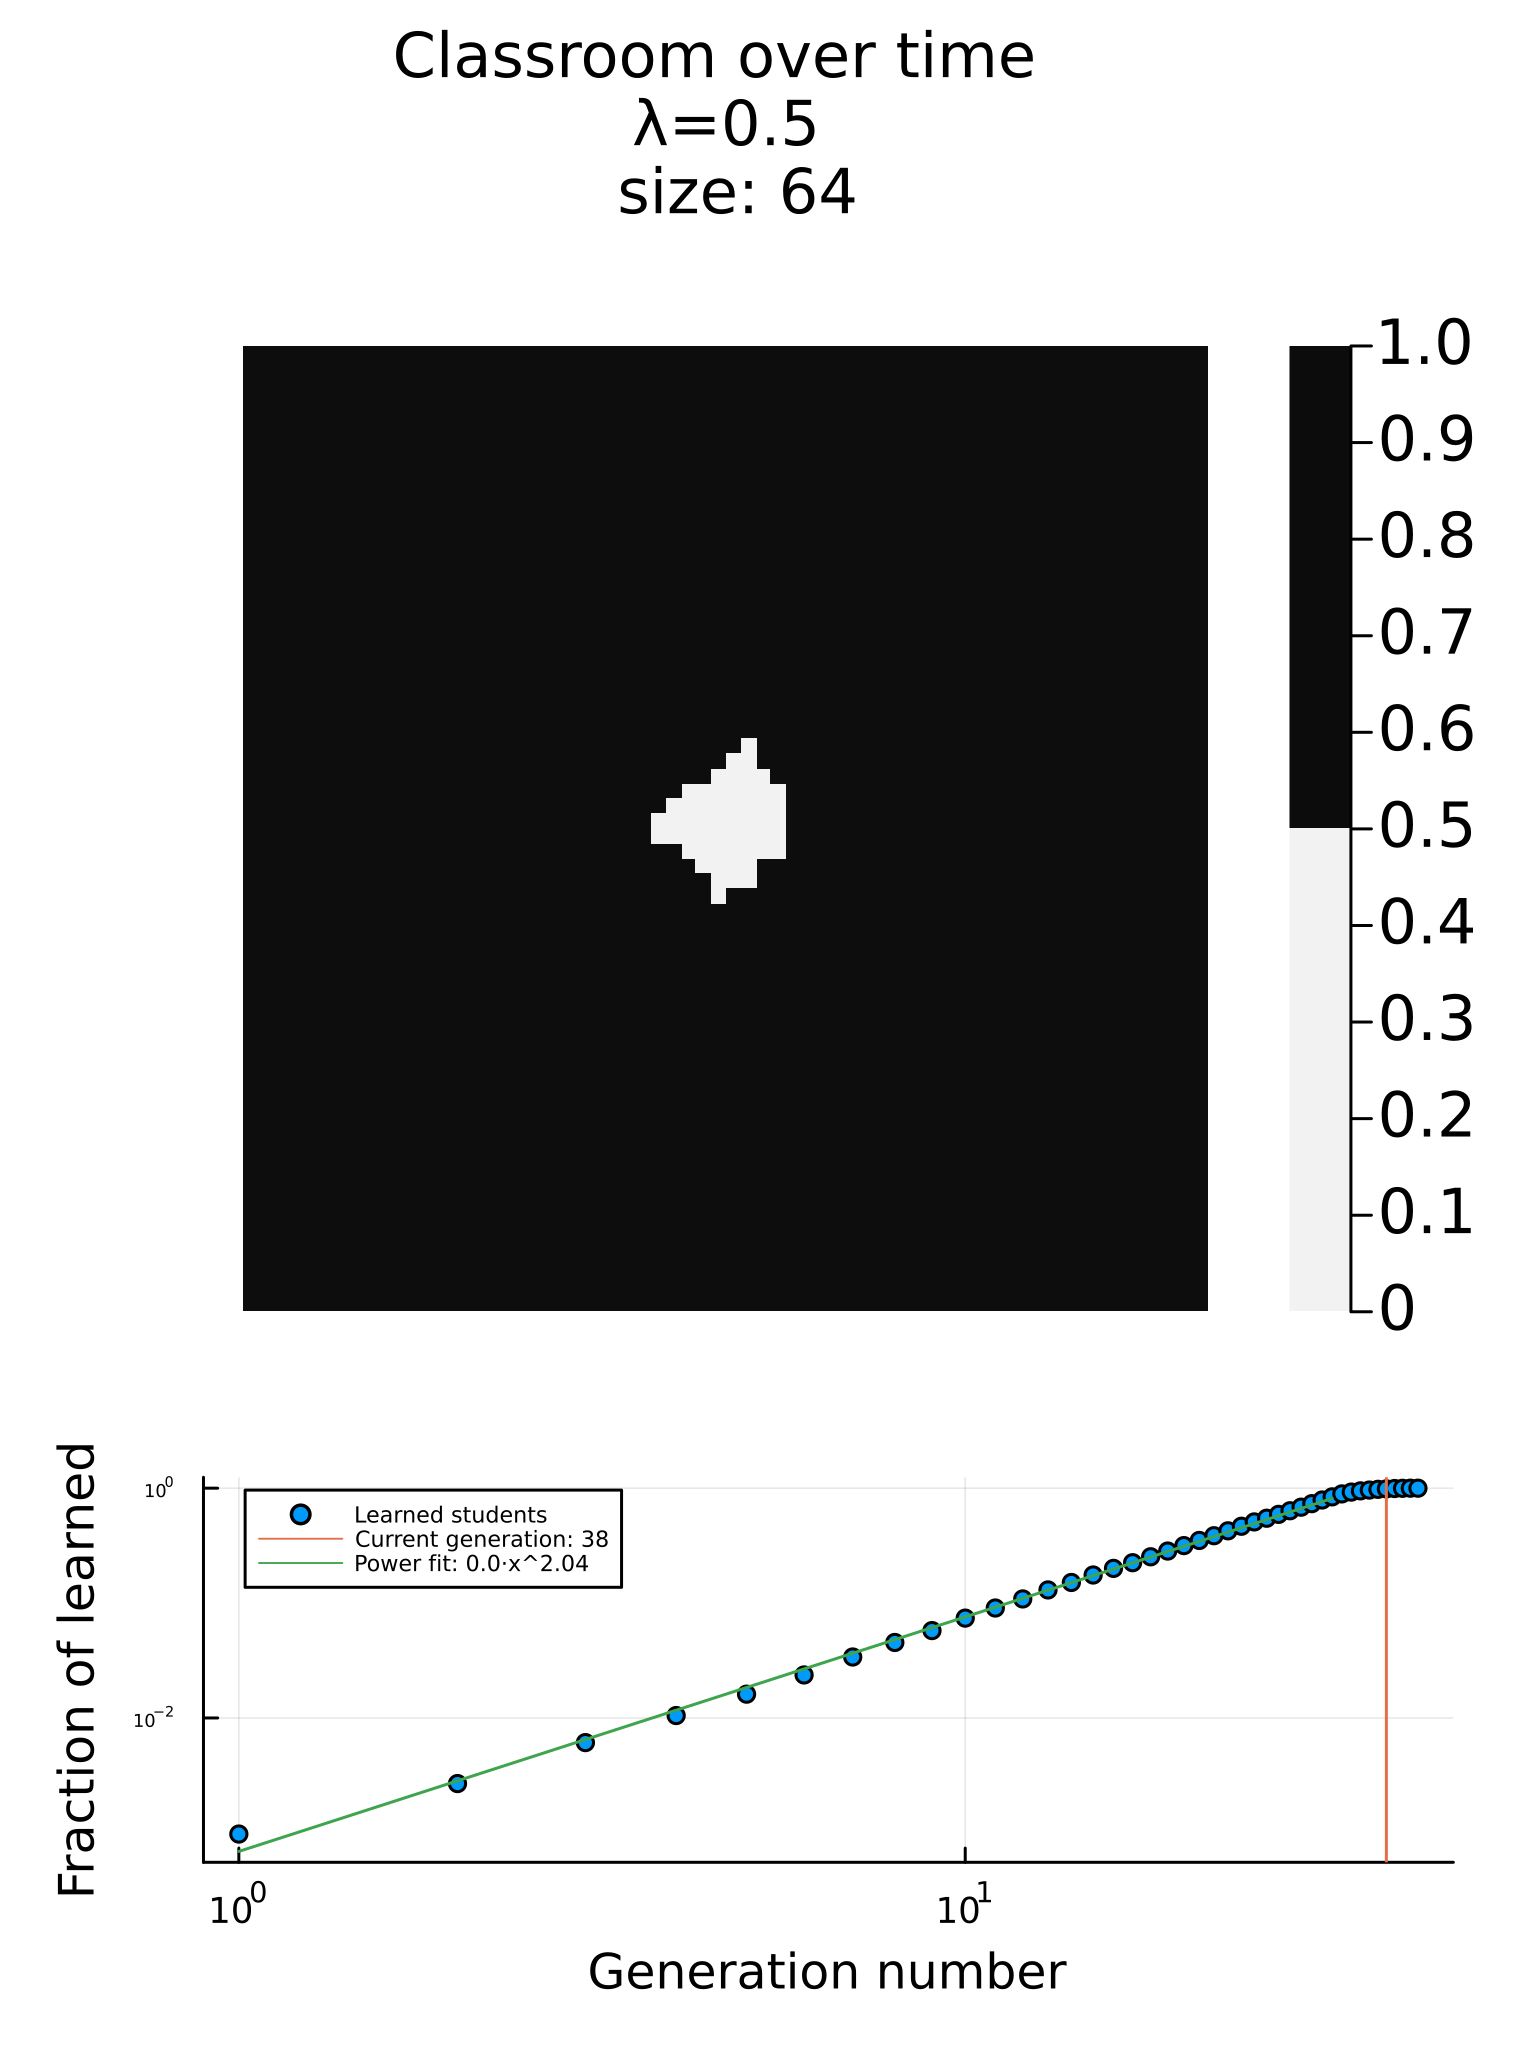 Classroom over time
λ=0.5
size: 64
1.0
0.9
0.8
0.7
0.6
0.5
0.4
0.3
0.2
0.1
0
Fraction of learned
10^0
10^-2
Learned students
Current generation: 38
Power fit: 0.0·x^2.04
10^0
10^1
Generation number